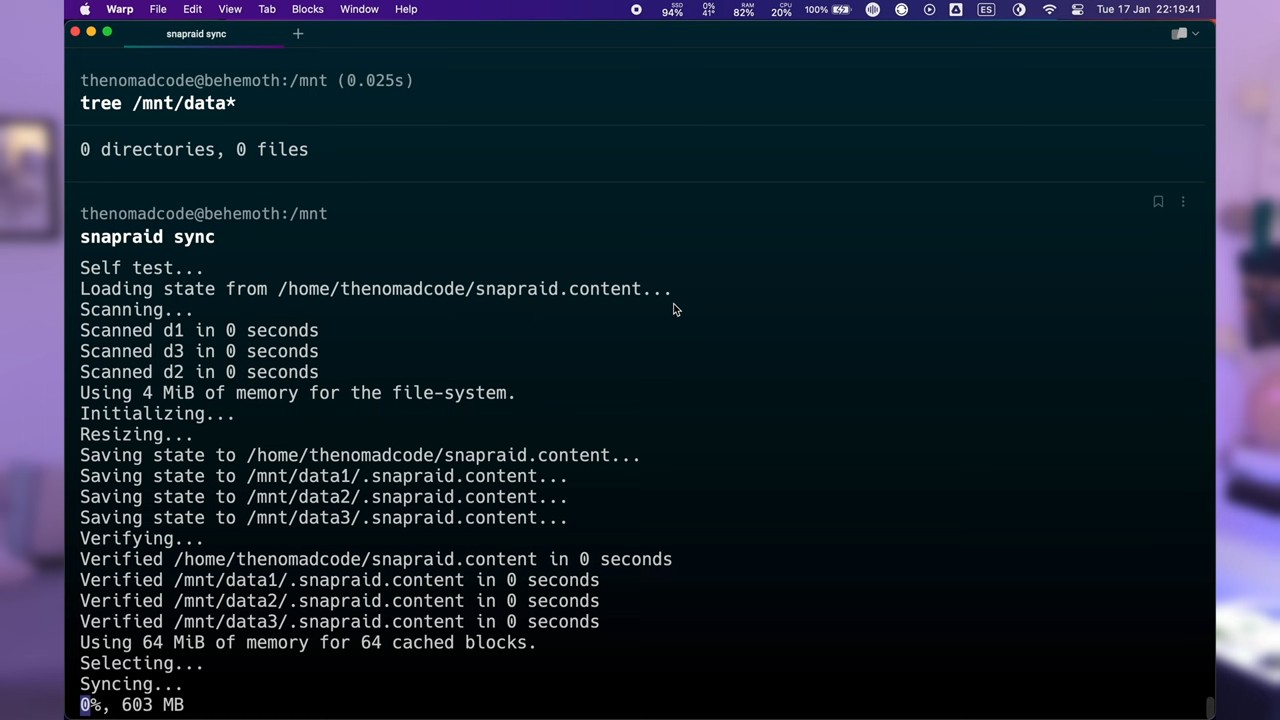 Warp File Edit View Tab Blocks Window Help SSD 94% 0% 41° RAM 82% CPU 20% 100% ES Tue 17 Jan 22:19:41
snapraid sync +
thenomadcode@behemoth:/mnt (0.025s)
tree /mnt/data*
0 directories, 0 files
thenomadcode@behemoth:/mnt
snapraid sync
Self test...
Loading state from /home/thenomadcode/snapraid.content...
Scanning...
Scanned d1 in 0 seconds
Scanned d3 in 0 seconds
Scanned d2 in 0 seconds
Using 4 MiB of memory for the file-system.
Initializing...
Resizing...
Saving state to /home/thenomadcode/snapraid.content...
Saving state to /mnt/data1/.snapraid.content...
Saving state to /mnt/data2/.snapraid.content...
Saving state to /mnt/data3/.snapraid.content...
Verifying...
Verified /home/thenomadcode/snapraid.content in 0 seconds
Verified /mnt/data1/.snapraid.content in 0 seconds
Verified /mnt/data2/.snapraid.content in 0 seconds
Verified /mnt/data3/.snapraid.content in 0 seconds
Using 64 MiB of memory for 64 cached blocks.
Selecting...
Syncing...
0%, 603 MB